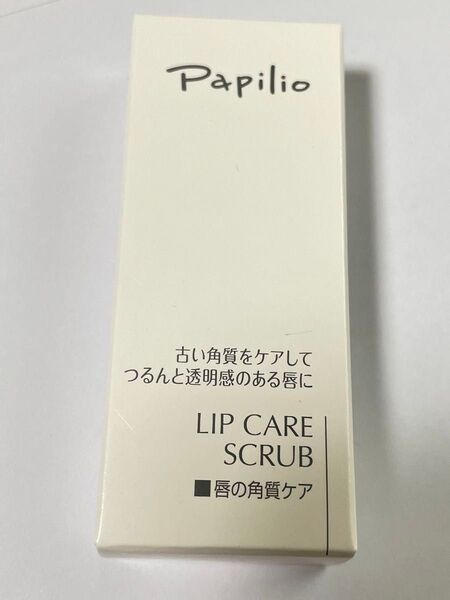 Papilio
古い角質をケアして
つるんと透明感のある唇に
LIP CARE
SCRUB
■唇の角質ケア